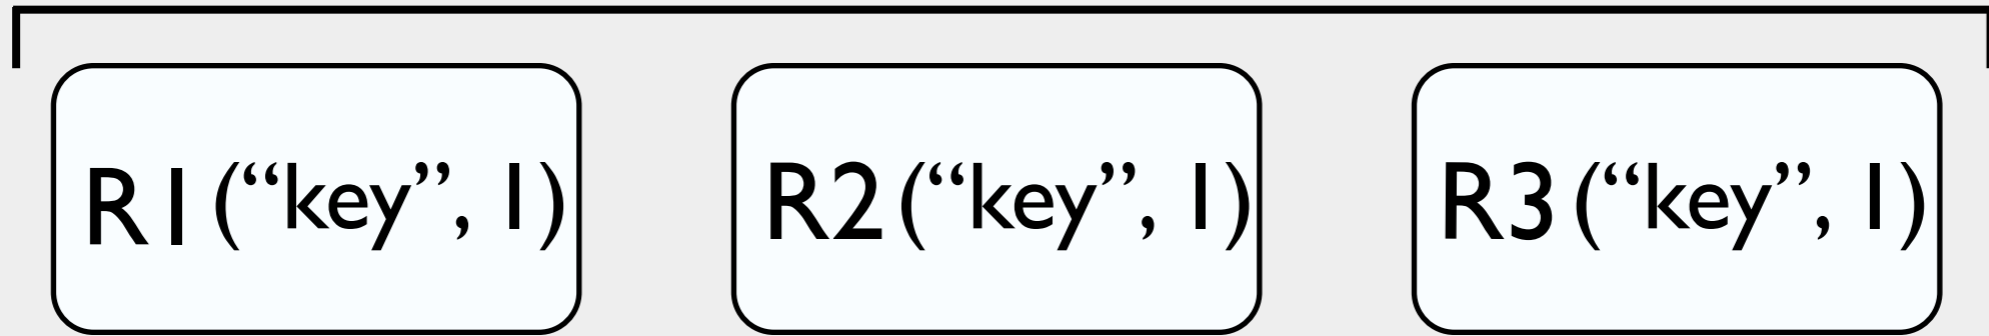 R1 (“key”, 1)
R2 (“key”, 1)
R3 (“key”, 1)